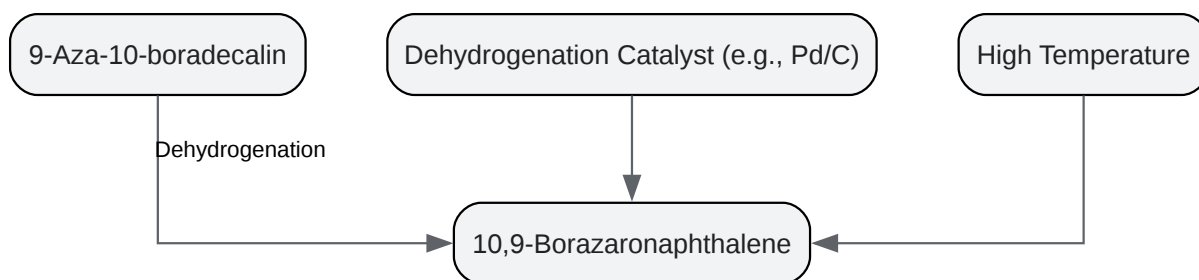 9-Aza-10-boradecalin
Dehydrogenation Catalyst (e.g., Pd/C)
High Temperature
Dehydrogenation
10,9-Borazaronaphthalene